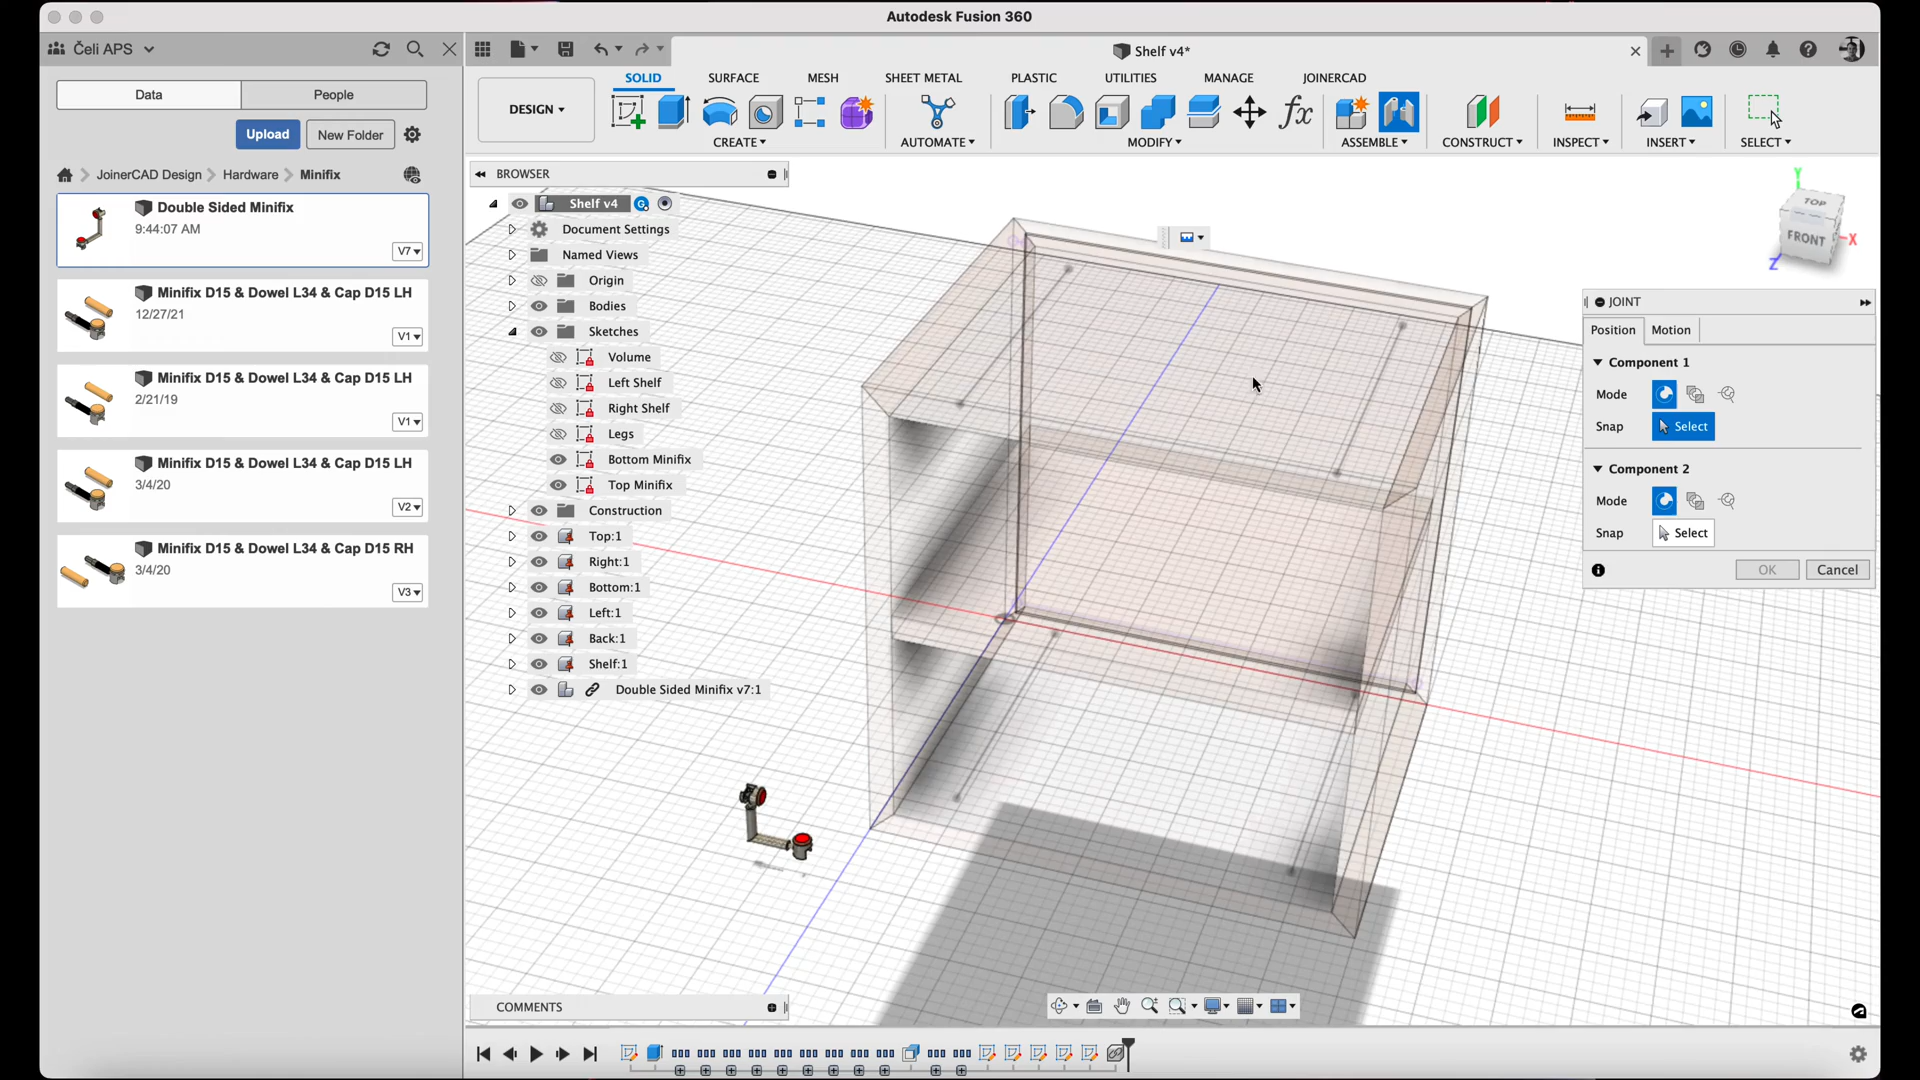 Autodesk Fusion 360
Čeli APS
Shelf v4*
Data
People
Upload
New Folder
JoinerCAD Design
Hardware
Minifix
Double Sided Minifix
9:44:07 AM
V7
Minifix D15 & Dowel L34 & Cap D15 LH
12/27/21
V1
Minifix D15 & Dowel L34 & Cap D15 LH
2/21/19
V1
Minifix D15 & Dowel L34 & Cap D15 LH
3/4/20
V2
Minifix D15 & Dowel L34 & Cap D15 RH
3/4/20
V3
DESIGN
SOLID
SURFACE
MESH
SHEET METAL
PLASTIC
UTILITIES
MANAGE
JOINERCAD
fx
CREATE
AUTOMATE
MODIFY
ASSEMBLE
CONSTRUCT
INSPECT
INSERT
SELECT
BROWSER
Shelf v4
Document Settings
Named Views
Origin
Bodies
Sketches
Volume
Left Shelf
Right Shelf
Legs
Bottom Minifix
Top Minifix
Construction
Top:1
Right:1
Bottom:1
Left:1
Back:1
Shelf:1
Double Sided Minifix v7:1
Y
TOP
FRONT
X
Z
JOINT
Position
Motion
Component 1
Mode
Snap
Select
Component 2
Mode
Snap
Select
OK
Cancel
COMMENTS